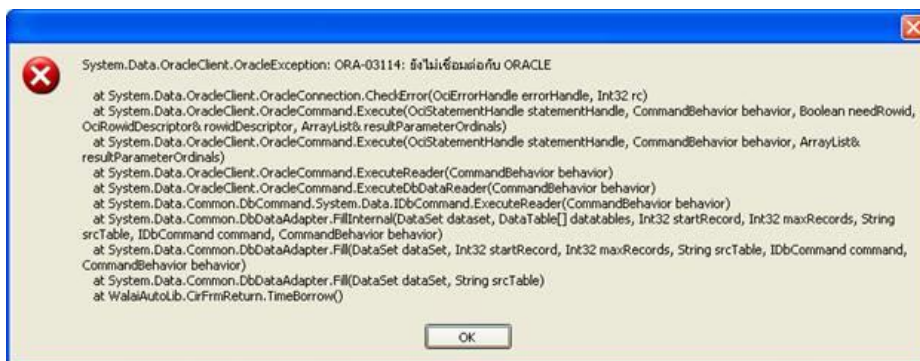 System.Data.OracleClient.OracleException: ORA-03114: ยังไม่เชื่อมต่อกับ ORACLE
at System.Data.OracleClient.OracleConnection.CheckError(OciErrorHandle errorHandle, Int32 rc)
at System.Data.OracleClient.OracleCommand.Execute(OciStatementHandle statementHandle, CommandBehavior behavior, Boolean needRowid,
OciRowidDescriptor& rowidDescriptor, ArrayList& resultParameterOrdinals)
at System.Data.OracleClient.OracleCommand.Execute(OciStatementHandle statementHandle, CommandBehavior behavior, ArrayList&
resultParameterOrdinals)
at System.Data.OracleClient.OracleCommand.ExecuteReader(CommandBehavior behavior)
at System.Data.OracleClient.OracleCommand.ExecuteDbDataReader(CommandBehavior behavior)
at System.Data.Common.DbCommand.System.Data.IDbCommand.ExecuteReader(CommandBehavior behavior)
at System.Data.Common.DbDataAdapter.FillInternal(DataSet dataset, DataTable[] datatables, Int32 startRecord, Int32 maxRecords, String
srcTable, IDbCommand command, CommandBehavior behavior)
at System.Data.Common.DbDataAdapter.Fill(DataSet dataSet, Int32 startRecord, Int32 maxRecords, String srcTable, IDbCommand command,
CommandBehavior behavior)
at System.Data.Common.DbDataAdapter.Fill(DataSet dataSet, String srcTable)
at WalaiAutoLib.CirFrmReturn.TimeBorrow()
OK